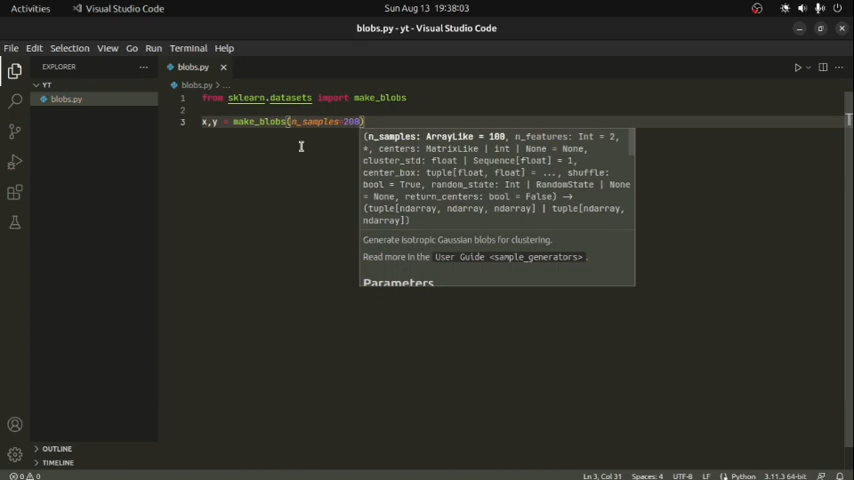 Activities Visual Studio Code Sun Aug 13 19:38:03
blobs.py - yt - Visual Studio Code
File Edit Selection View Go Run Terminal Help
EXPLORER ... blobs.py
YT blobs.py > ...
blobs.py
1 from sklearn.datasets import make_blobs
2
3 x,y = make_blobs(n_samples=200)
(n_samples: ArrayLike = 100, n_features: Int = 2,
*, centers: MatrixLike | int | None = None,
cluster_std: float | Sequence[float] = 1,
center_box: tuple[float, float] = ..., shuffle:
bool = True, random_state: Int | RandomState | None
= None, return_centers: bool = False) ->
(tuple[ndarray, ndarray, ndarray] | tuple[ndarray,
ndarray])
Generate isotropic Gaussian blobs for clustering.
Read more in the User Guide <sample_generators>.
Parameters
OUTLINE
TIMELINE
0 0 Ln 3, Col 31 Spaces: 4 UTF-8 LF Python 3.11.3 64-bit